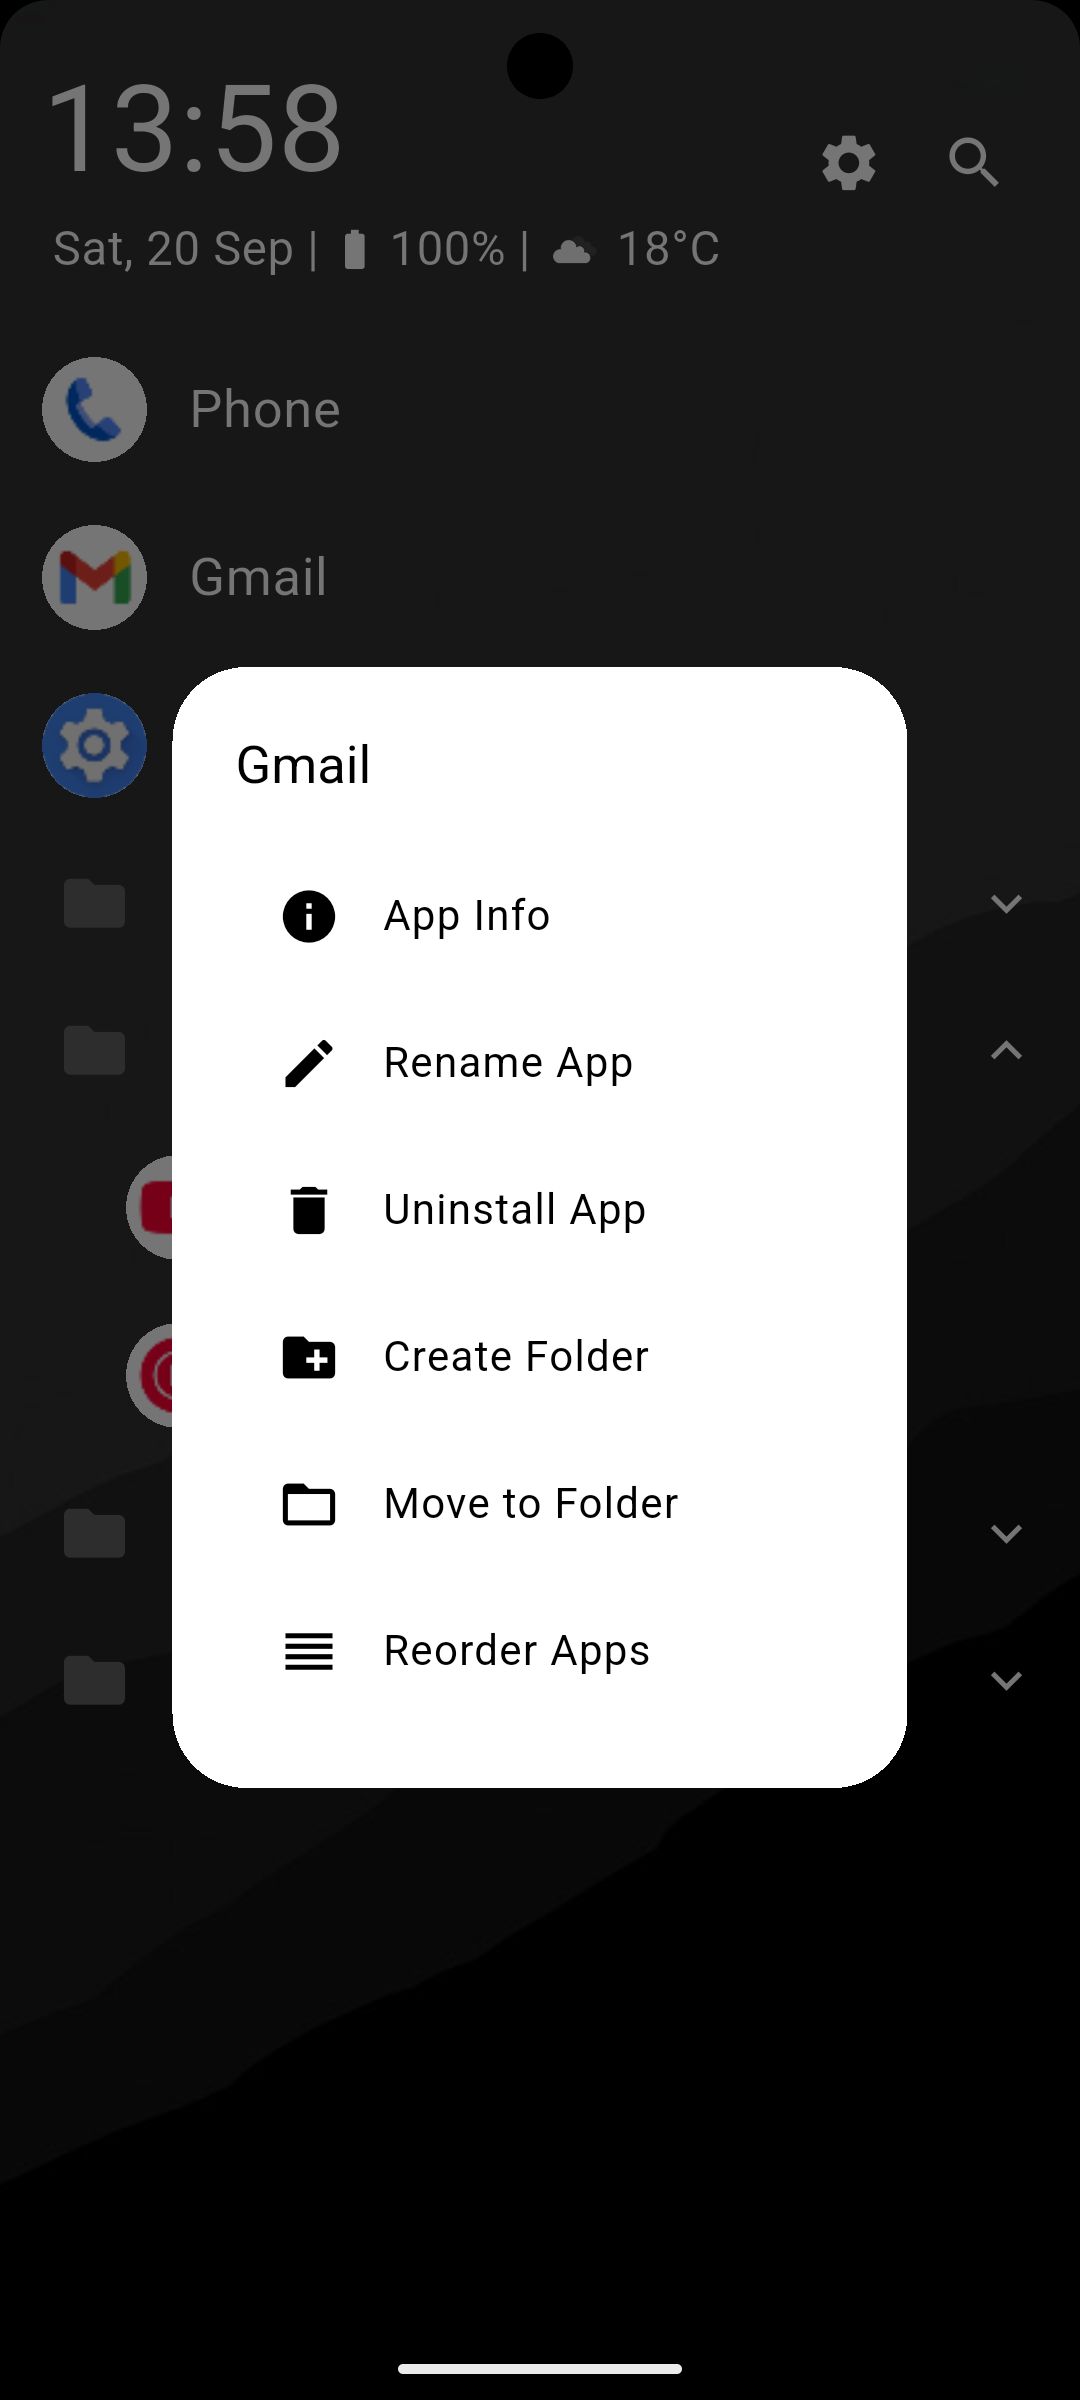 13:58
Sat, 20 Sep | 100% | 18°C
Phone
Gmail
Gmail
App Info
Rename App
Uninstall App
Create Folder
Move to Folder
Reorder Apps